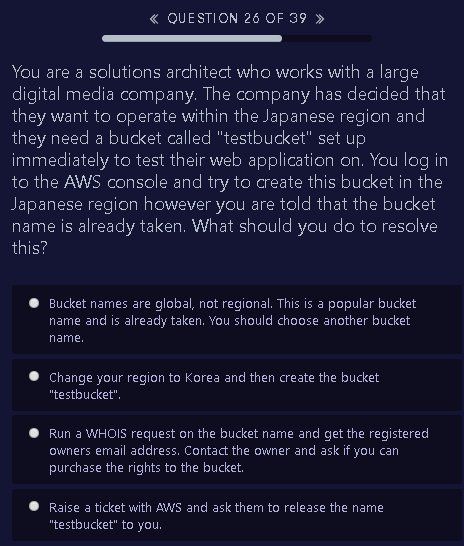 « QUESTION 26 OF 39 »
You are a solutions architect who works with a large
digital media company. The company has decided that
they want to operate within the Japanese region and
they need a bucket called "testbucket" set up
immediately to test their web application on. You log in
to the AWS console and try to create this bucket in the
Japanese region however you are told that the bucket
name is already taken. What should you do to resolve
this?
Bucket names are global, not regional. This is a popular bucket
name and is already taken. You should choose another bucket
name.
Change your region to Korea and then create the bucket
"testbucket".
Run a WHOIS request on the bucket name and get the registered
owners email address. Contact the owner and ask if you can
purchase the rights to the bucket.
Raise a ticket with AWS and ask them to release the name
"testbucket" to you.